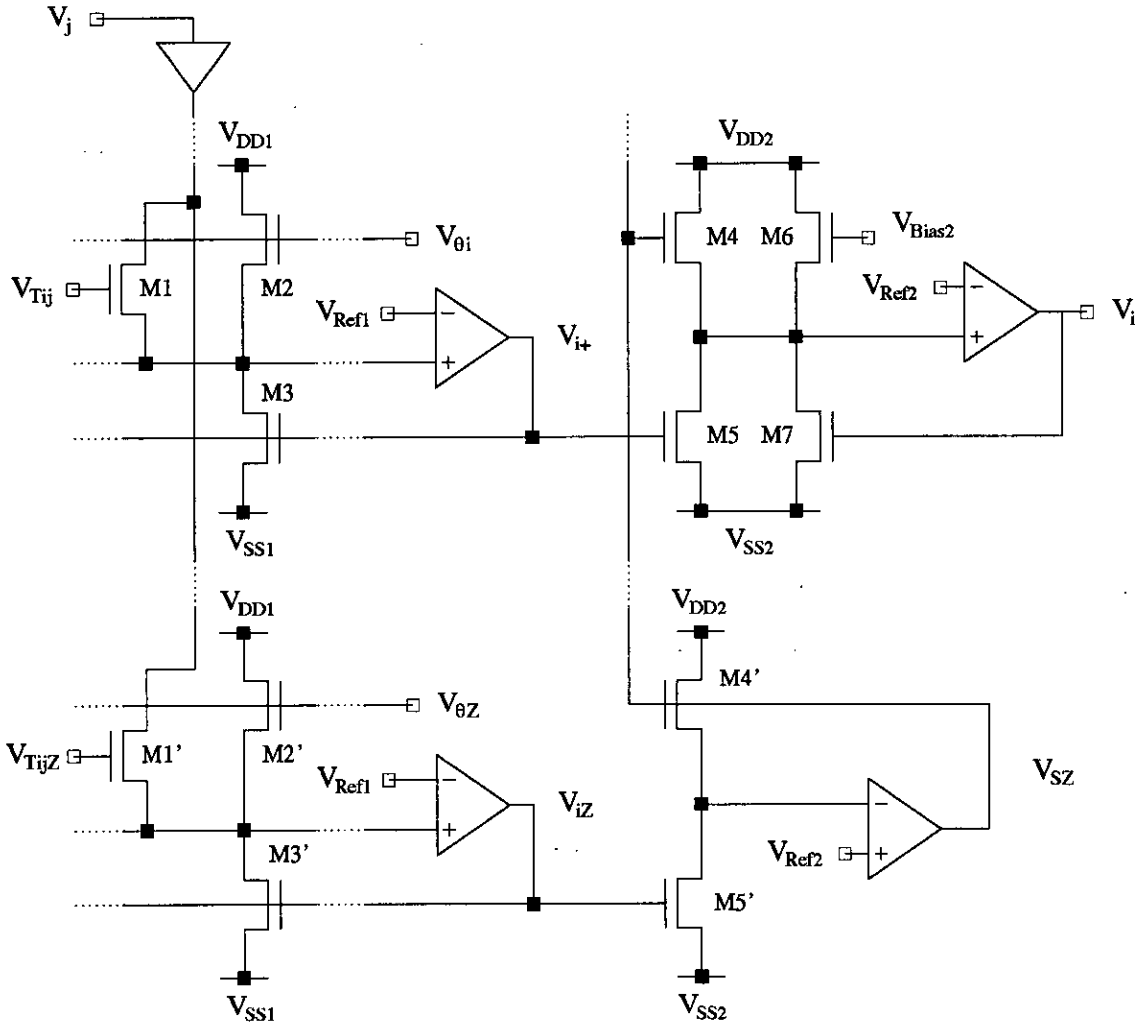 V_j
V_DD1
V_DD2
V_θi
M4 M6
V_Bias2
V_Tij
M1
M2
V_Ref1
−
V_i+
V_Ref2
−
V_i
+
+
M3
M5 M7
V_SS1
V_SS2
V_DD1
V_DD2
M4'
V_θZ
V_TijZ
M1'
M2'
V_Ref1
−
V_iZ
V_SZ
−
+
V_Ref2
+
M3'
M5'
V_SS1
V_SS2